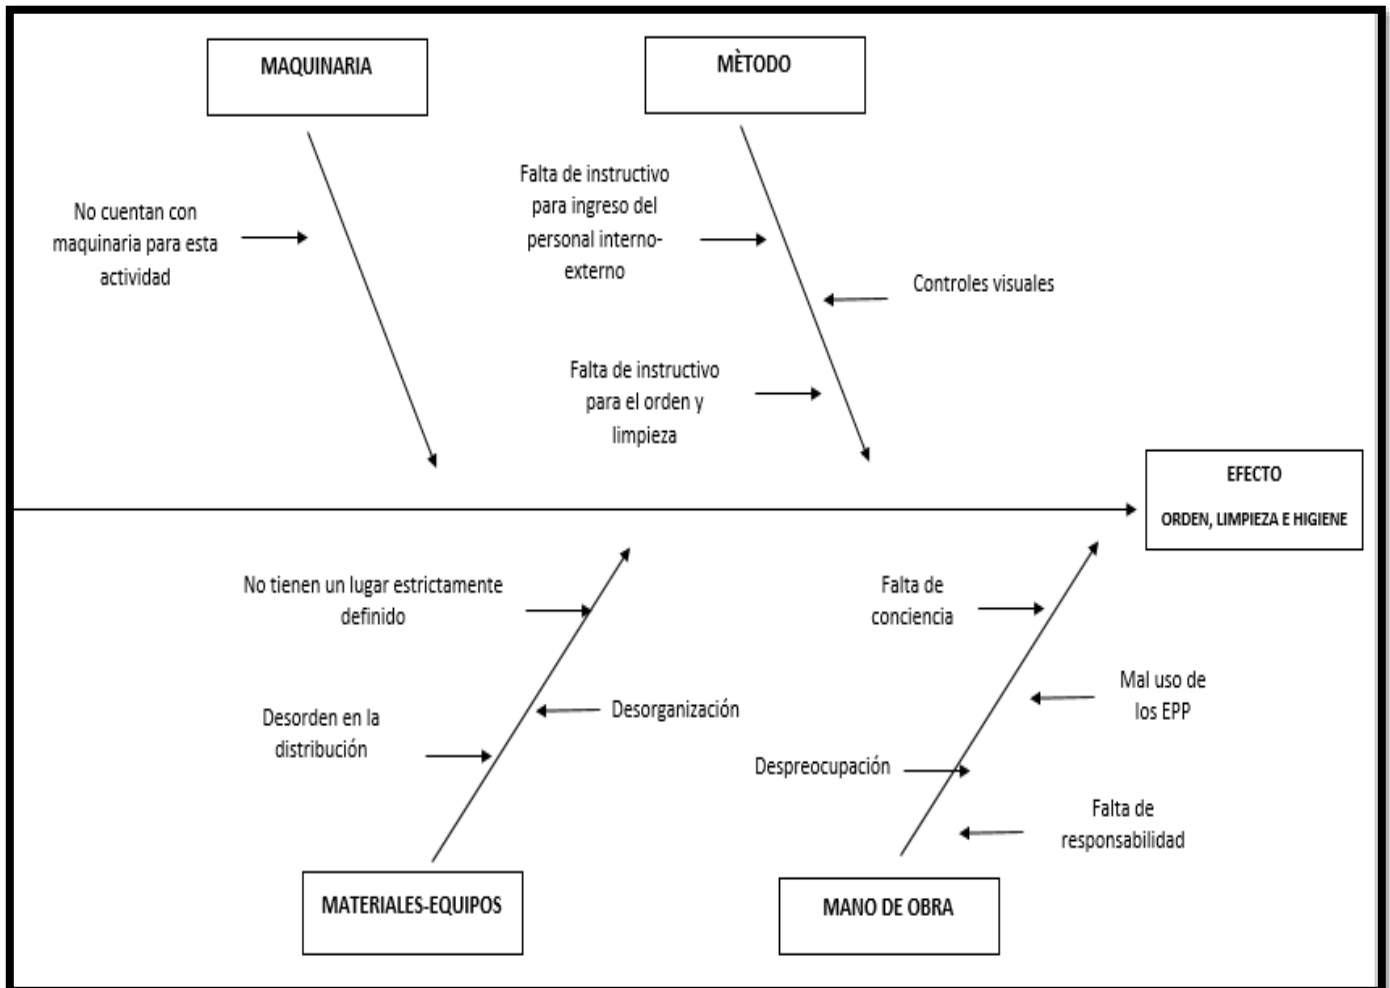 MAQUINARIA
MÈTODO
No cuentan con
maquinaria para esta
actividad
Falta de instructivo
para ingreso del
personal interno-
externo
Controles visuales
Falta de instructivo
para el orden y
limpieza
EFECTO
ORDEN, LIMPIEZA E HIGIENE
No tienen un lugar estrictamente
definido
Desorganización
Desorden en la
distribución
Falta de
conciencia
Mal uso de
los EPP
Despreocupación
Falta de
responsabilidad
MATERIALES-EQUIPOS
MANO DE OBRA